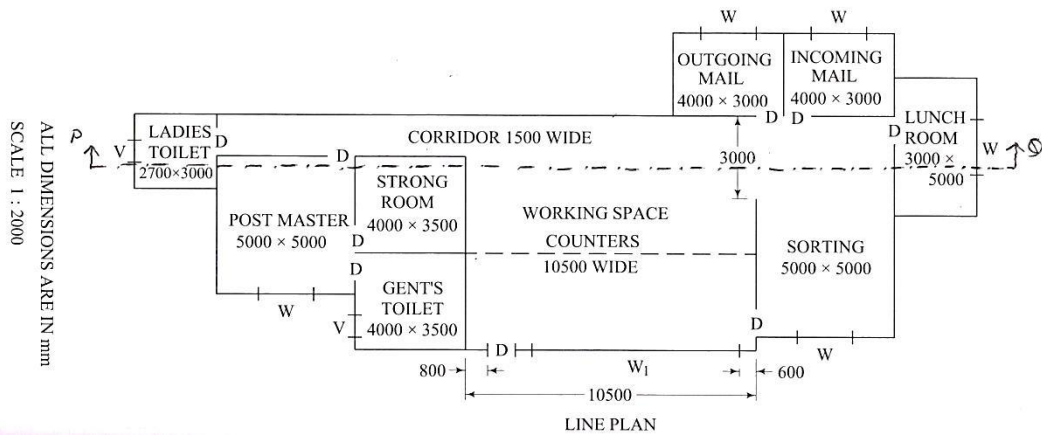 W
W
OUTGOING
MAIL
4000 × 3000
INCOMING
MAIL
4000 × 3000
D
D
LADIES
TOILET
2700×3000
V
D
CORRIDOR 1500 WIDE
D
3000
D
LUNCH
ROOM
3000 ×
5000
W
P
Q
STRONG
ROOM
4000 × 3500
POST MASTER
5000 × 5000
D
D
WORKING SPACE
COUNTERS
10500 WIDE
SORTING
5000 × 5000
GENT'S
TOILET
4000 × 3500
W
V
D
D
W1
W
800
600
10500
LINE PLAN
ALL DIMENSIONS ARE IN mm
SCALE 1 : 2000